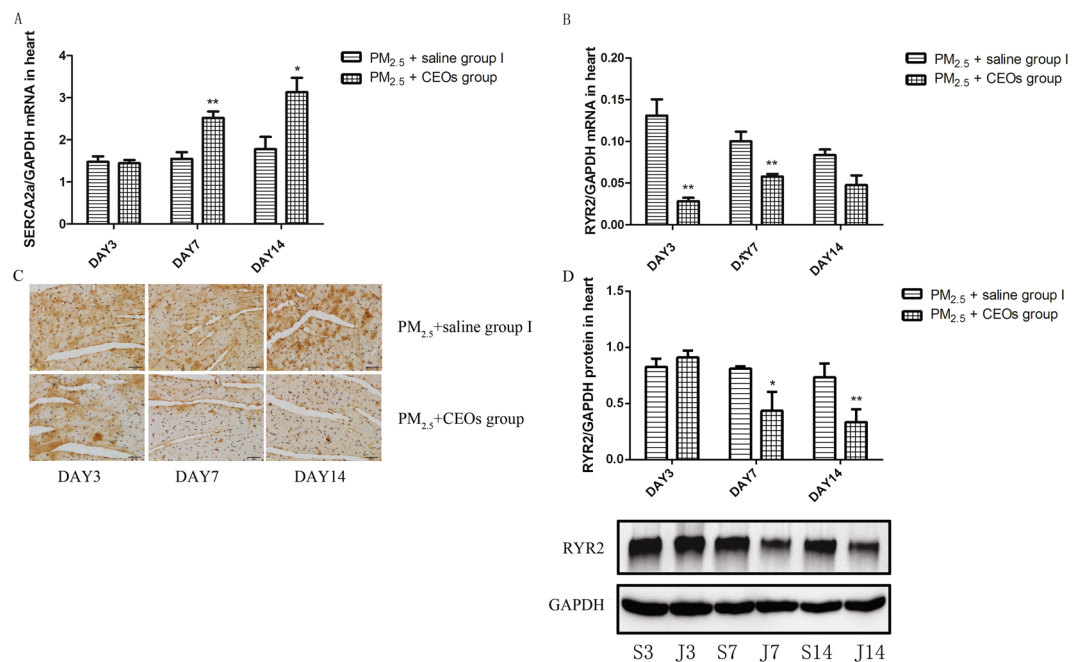 A
SERCA2a/GAPDH mRNA in heart
4
3
2
1
0
**
*
DAY3
DAY7
DAY14
PM2.5 + saline group I
PM2.5 + CEOs group
B
RYR2/GAPDH mRNA in heart
0.20
0.15
0.10
0.05
0.00
**
**
DAY3
DAY7
DAY14
PM2.5 + saline group I
PM2.5 + CEOs group
C
PM2.5+saline group I
PM2.5+CEOs group
DAY3
DAY7
DAY14
D
RYR2/GAPDH protein in heart
1.5
1.0
0.5
0.0
*
**
DAY3
DAY7
DAY14
PM2.5 + saline group I
PM2.5 + CEOs group
RYR2
GAPDH
S3 J3 S7 J7 S14 J14